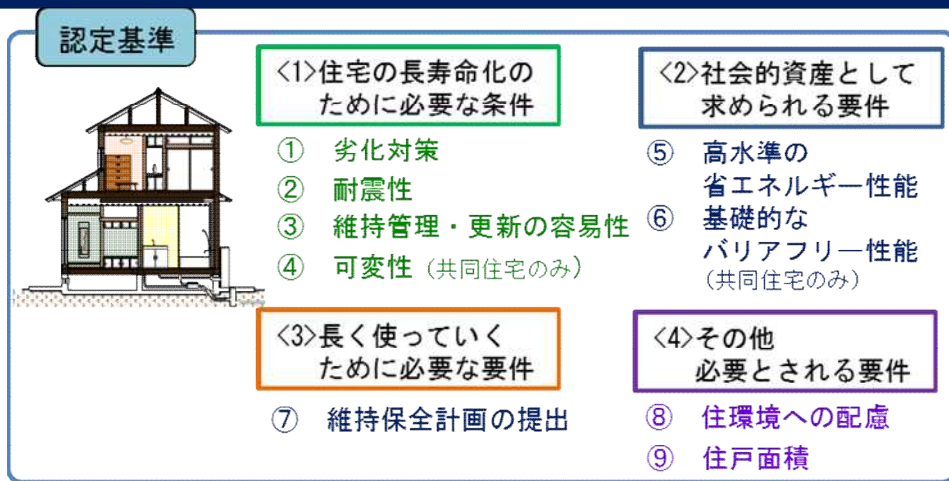 認定基準
<1>住宅の長寿命化の
ために必要な条件
① 劣化対策
② 耐震性
③ 維持管理・更新の容易性
④ 可変性（共同住宅のみ）
<2>社会的資産として
求められる要件
⑤ 高水準の
省エネルギー性能
⑥ 基礎的な
バリアフリー性能
（共同住宅のみ）
<3>長く使っていく
ために必要な要件
⑦ 維持保全計画の提出
<4>その他
必要とされる要件
⑧ 住環境への配慮
⑨ 住戸面積